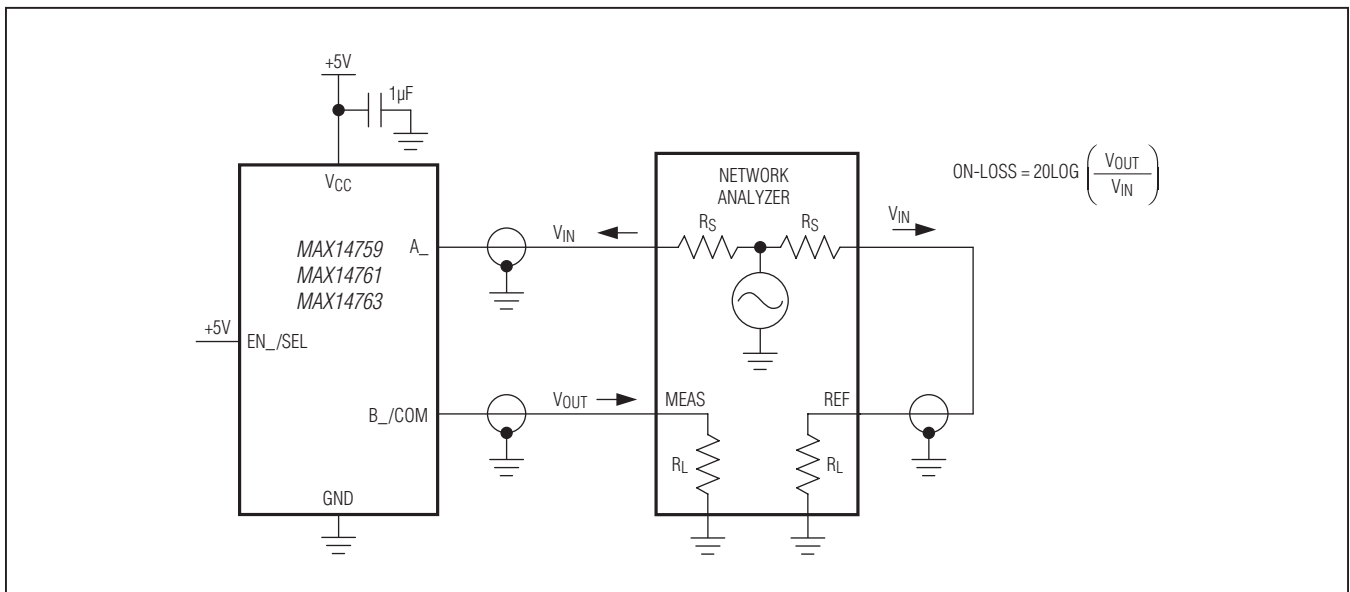 +5V
1µF
VCC
MAX14759
MAX14761
MAX14763
A_
+5V
EN_/SEL
B_/COM
GND
VIN
VOUT
NETWORK
ANALYZER
RS
RS
MEAS
REF
RL
RL
VIN
ON-LOSS = 20LOG (VOUT/VIN)